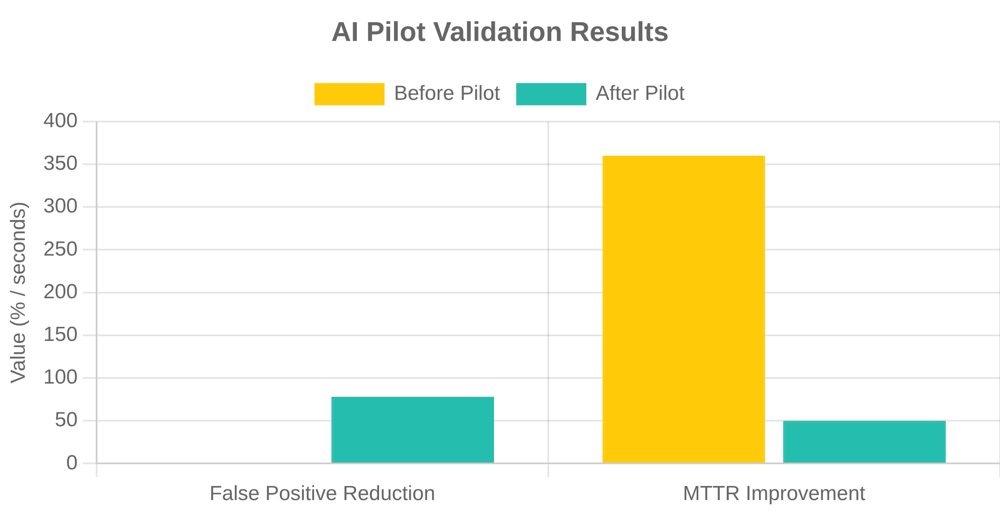 AI Pilot Validation Results
Before Pilot After Pilot
400
350
300
250
200
150
100
50
0
Value (% / seconds)
False Positive Reduction MTTR Improvement